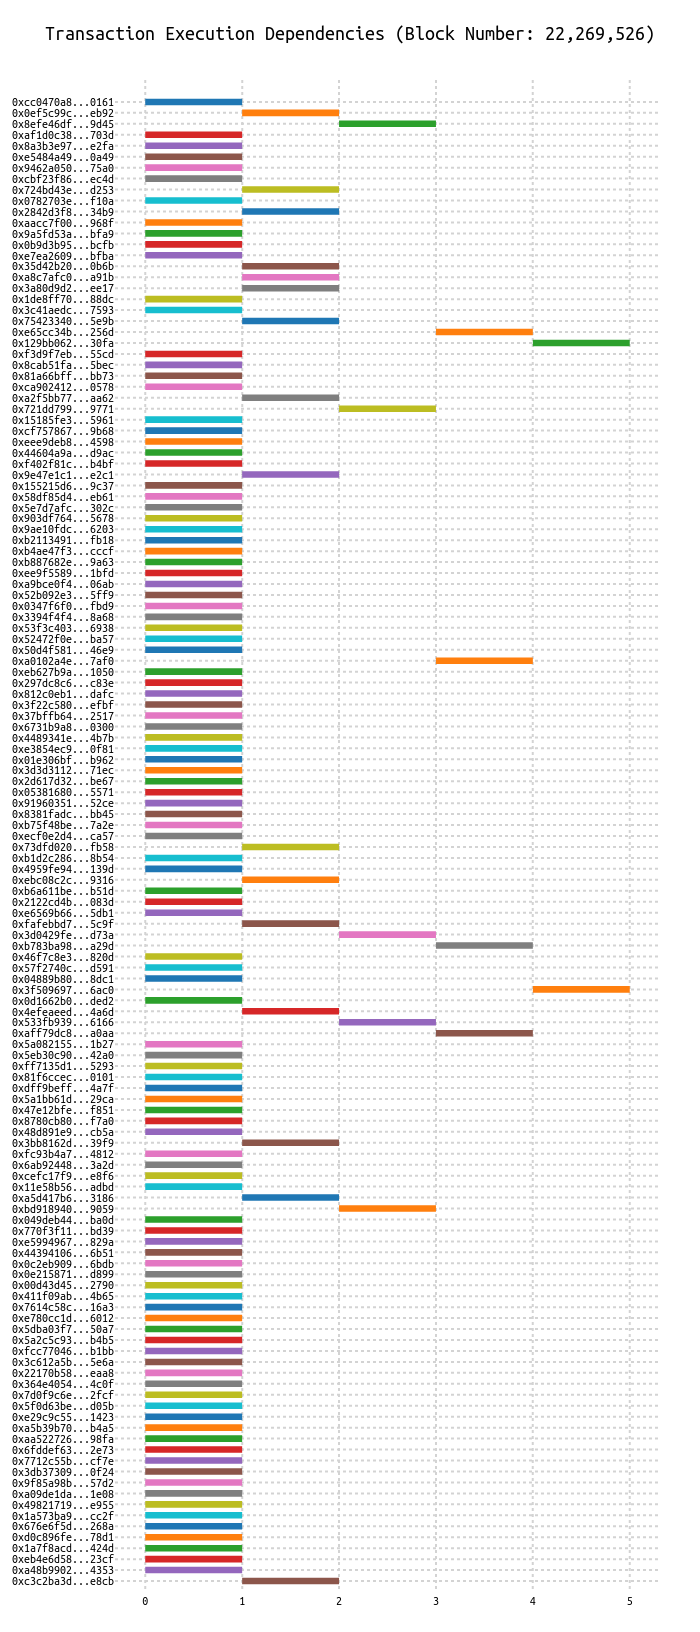 Transaction Execution Dependencies (Block Number: 22,269,526)
0xcc0470a8...0161
0x0ef5c99c...eb92
0x8efe46df...9d45
0xaf1d0c38...703d
0x8a3b3e97...e2fa
0xe5484a49...0a49
0x9462a050...75a0
0xcbf23f86...ec4d
0x724bd43e...d253
0x0782703e...f10a
0x2842d3f8...34b9
0xaacc7f00...968f
0x9a5fd53a...bfa9
0x0b9d3b95...bcfb
0xe7ea2609...bfba
0x35d42b20...0b6b
0xa8c7afc0...a91b
0x3a80d9d2...ee17
0x1de8ff70...88dc
0x3c41aedc...7593
0x75423340...5e9b
0xe65cc34b...256d
0x129bb062...30fa
0xf3d9f7eb...55cd
0x8cab51fa...5bec
0x81a66bff...bb73
0xca902412...0578
0xa2f5bb77...aa62
0x721dd799...9771
0x15185fe3...5961
0xcf757867...9b68
0xeee9deb8...4598
0x44604a9a...d9ac
0xf402f81c...b4bf
0x9e47e1c1...e2c1
0x155215d6...9c37
0x58df85d4...eb61
0x5e7d7afc...302c
0x903df764...5678
0x9ae10fdc...6203
0xb2113491...fb18
0xb4ae47f3...cccf
0xb887682e...9a63
0xee9f5589...1bfd
0xa9bce0f4...06ab
0x52b092e3...5ff9
0x0347f6f0...fbd9
0x3394f4f4...8a68
0x53f3c403...6938
0x52472f0e...ba57
0x50d4f581...46e9
0xa0102a4e...7af0
0xeb627b9a...1050
0x297dc8c6...c83e
0x812c0eb1...dafc
0x3f22c580...efbf
0x37bffb64...2517
0x6731b9a8...0300
0x4489341e...4b7b
0xe3854ec9...0f81
0x01e306bf...b962
0x3d3d3112...71ec
0x2d617d32...be67
0x05381680...5571
0x91960351...52ce
0x8381fadc...bb45
0xb75f48be...7a2e
0xecf0e2d4...ca57
0x73dfd020...fb58
0xb1d2c286...8b54
0x4959fe94...139d
0xebc08c2c...9316
0xb6a611be...b51d
0x2122cd4b...083d
0xe6569b66...5db1
0xfafebbd7...5c9f
0x3d0429fe...d73a
0xb783ba98...a29d
0x46f7c8e3...820d
0x57f2740c...d591
0x04889b80...8dc1
0x3f509697...6ac0
0x0d1662b0...ded2
0x4efeaeed...4a6d
0x533fb939...6166
0xaff79dc8...a0aa
0x5a082155...1b27
0x5eb30c90...42a0
0xff7135d1...5293
0x81f6ccec...0101
0xdff9beff...4a7f
0x5a1bb61d...29ca
0x47e12bfe...f851
0x8780cb80...f7a0
0x48d891e9...cb5a
0x3bb8162d...39f9
0xfc93b4a7...4812
0x6ab92448...3a2d
0xcefc17f9...e8f6
0x11e58b56...adbd
0xa5d417b6...3186
0xbd918940...9059
0x049deb44...ba0d
0x770f3f11...bd39
0xe5994967...829a
0x44394106...6b51
0x0c2eb909...6bdb
0x0e215871...d899
0x00d43d45...2790
0x411f09ab...4b65
0x7614c58c...16a3
0xe780cc1d...6012
0x5dba03f7...50a7
0x5a2c5c93...b4b5
0xfcc77046...b1bb
0x3c612a5b...5e6a
0x22170b58...eaa8
0x364e4054...4c0f
0x7d0f9c6e...2fcf
0x5f0d63be...d05b
0xe29c9c55...1423
0xa5b39b70...b4a5
0xaa522726...98fa
0x6fddef63...2e73
0x7712c55b...cf7e
0x3db37309...0f24
0x9f85a98b...57d2
0xa09de1da...1e08
0x49821719...e955
0x1a573ba9...cc2f
0x676e6f5d...268a
0xd0c896fe...78d1
0x1a7f8acd...424d
0xeb4e6d58...23cf
0xa48b9902...4353
0xc3c2ba3d...e8cb
0 1 2 3 4 5